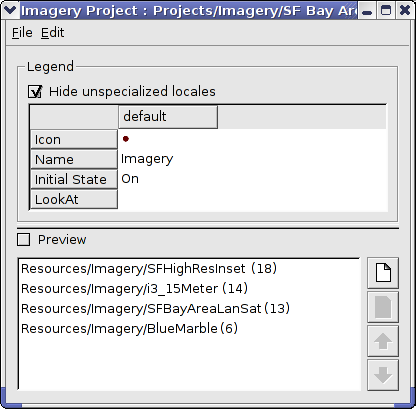 Imagery Project : Projects/Imagery/SF Bay Are
File Edit
Legend
Hide unspecialized locales
default
Icon
Name Imagery
Initial State On
LookAt
Preview
Resources/Imagery/SFHighResInset (18)
Resources/Imagery/i3_15Meter (14)
Resources/Imagery/SFBayAreaLanSat (13)
Resources/Imagery/BlueMarble (6)